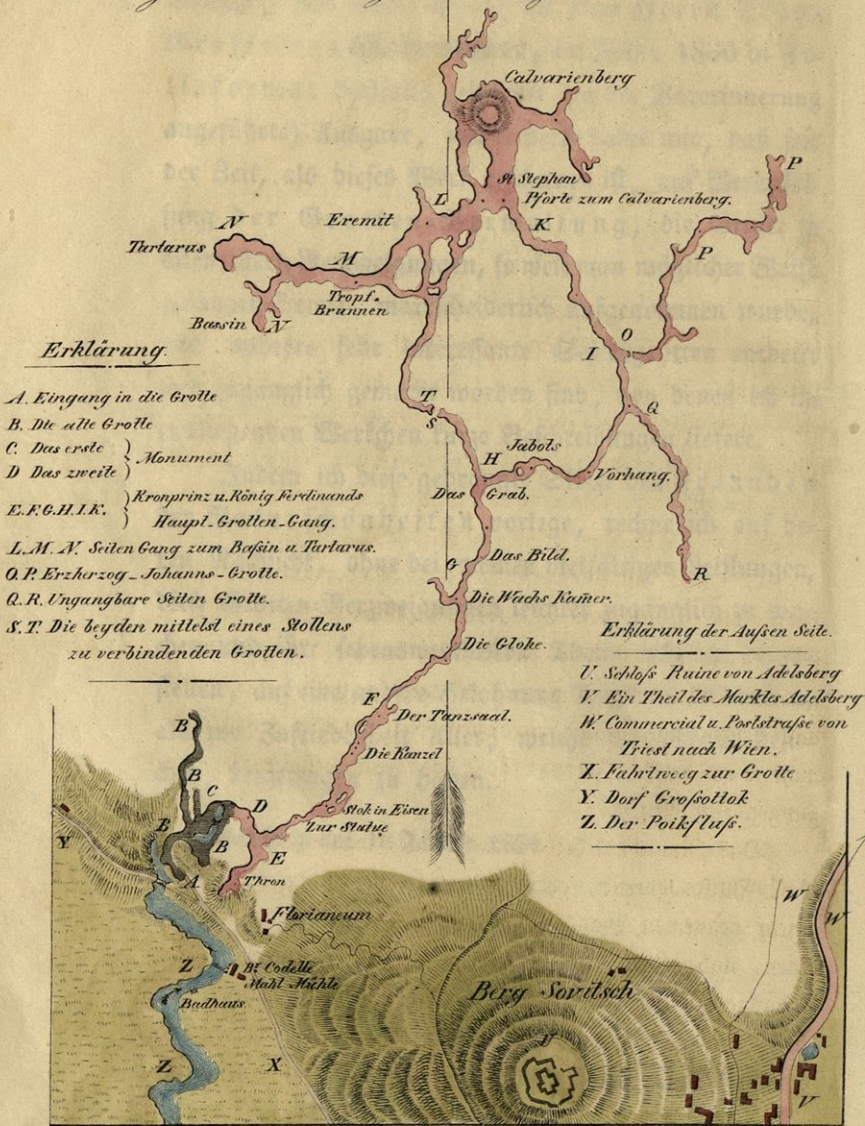 Calvarienberg
St Stephan
Pforte zum Calvarienberg.
P
L
Eremit
K
N
Tartarus
M
P
Tropf-
Brunnen
Bassin N
O
I
T
S
Q
H
Jabots
Vorhang.
Das Grab.
G
Das Bild.
R
Die Wachs Kamer.
Die Gloke.
F
Der Tanzsaal.
Die Kanzel
Stok in Eisen
Zur Statue
Erklärung.
A. Eingang in die Grotte
B. Die alte Grotte
C. Das erste
D Das zweite } Monument
E.F.G.H.I.K. } Kronprinz u. König Ferdinands
Haupt-Grotten-Gang.
L.M.N. Seiten Gang zum Baßin u. Tartarus.
O.P. Erzherzog-Johanns-Grotte.
Q.R. Ungangbare Seiten Grotte.
S.T. Die beyden mittelst eines Stollens
zu verbindenden Grotten.
Erklärung der Außen Seite.
U. Schloß Ruine von Adelsberg
V. Ein Theil des Marktes Adelsberg
W. Commercial u. Poststraße von
Triest nach Wien.
X. Fahrtweeg zur Grotte
Y. Dorf Großottok
Z. Der Poikfluß.
B
B
C
D
B
B
E
Y
A
Thron
Florianeum
Z
Br Codelli
Mahl Mühle
Badhaus
Z
X
Berg Sovitsch
U
W
W
V